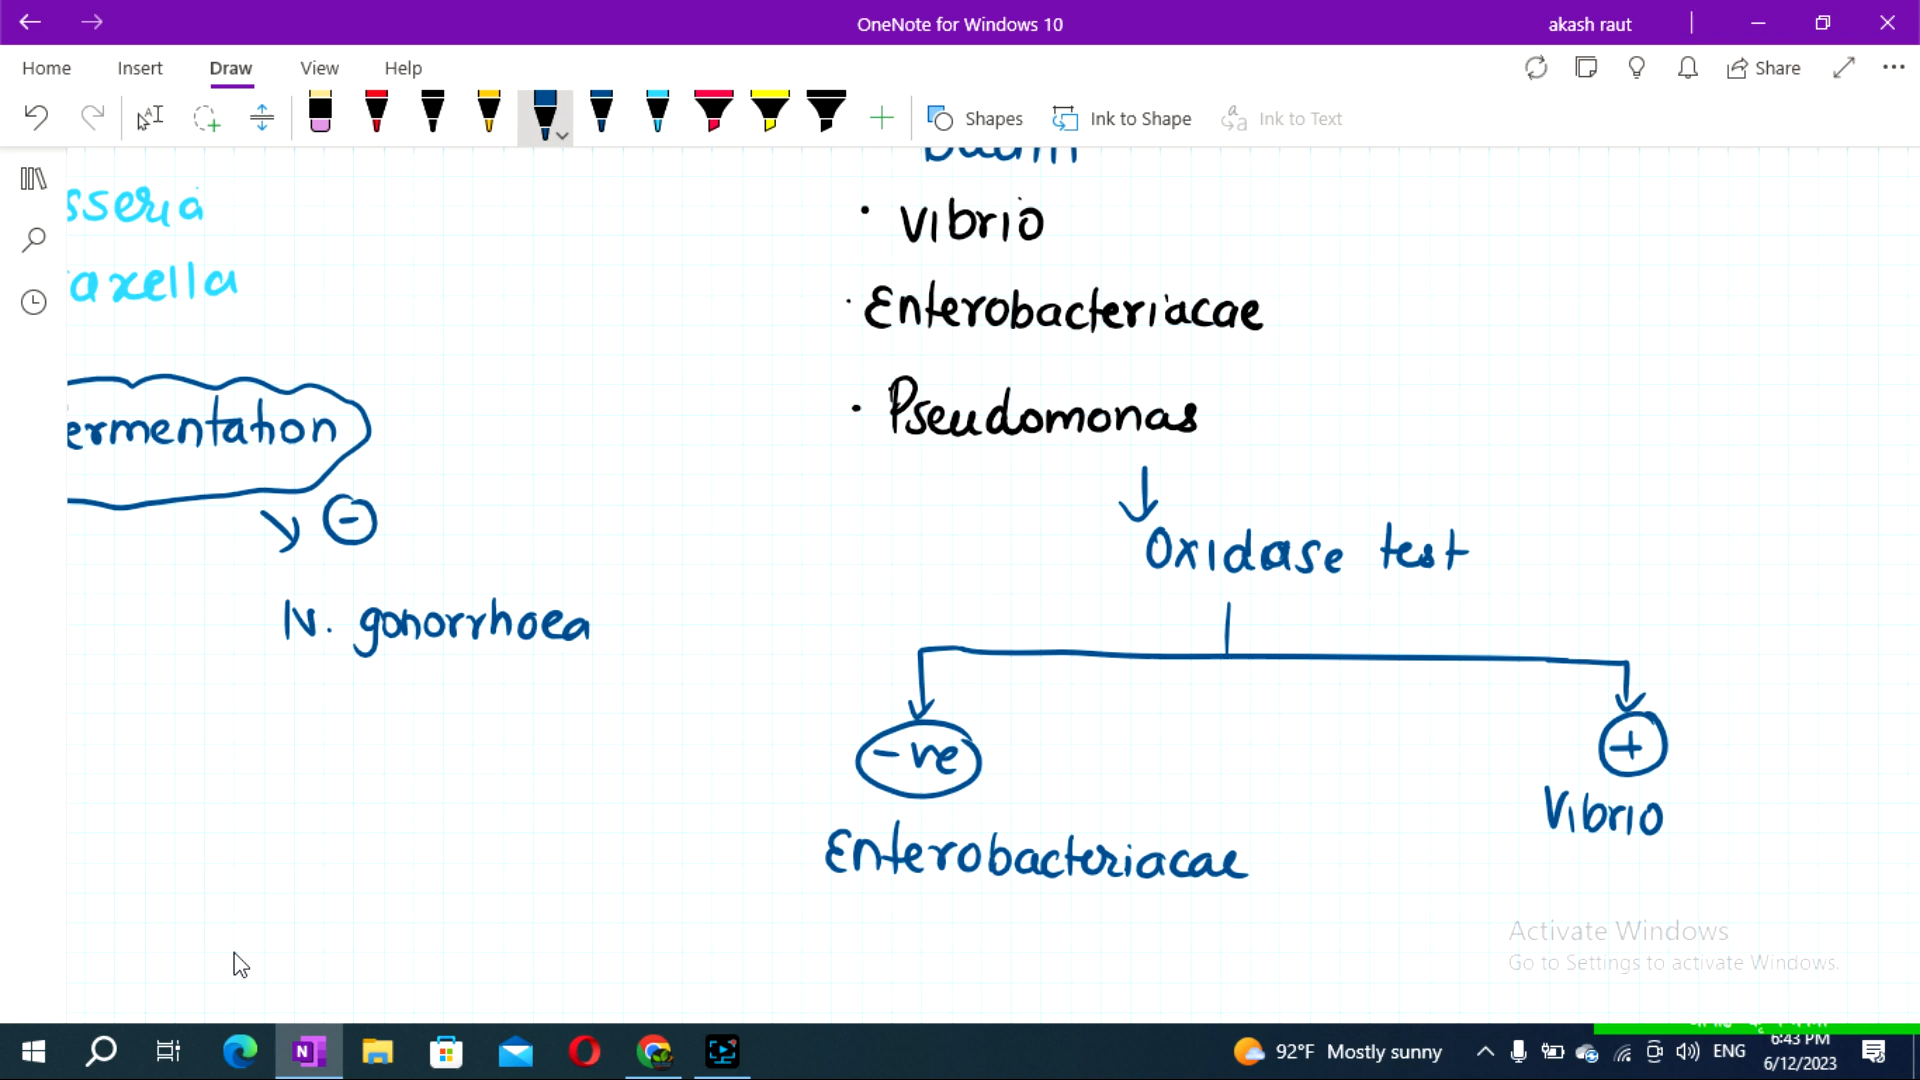 OneNote for Windows 10
akash raut
Home Insert Draw View Help
Share
Shapes
Ink to Shape
Ink to Text
sseria
axella
Vibrio
Enterobacteriacae
Pseudomonas
ermentation
-
N. gonorrhoea
Oxidase test
-ve
+
Enterobacteriacae
Vibrio
Activate Windows
Go to Settings to activate Windows.
92°F Mostly sunny
ENG
6:43 PM
6/12/2023